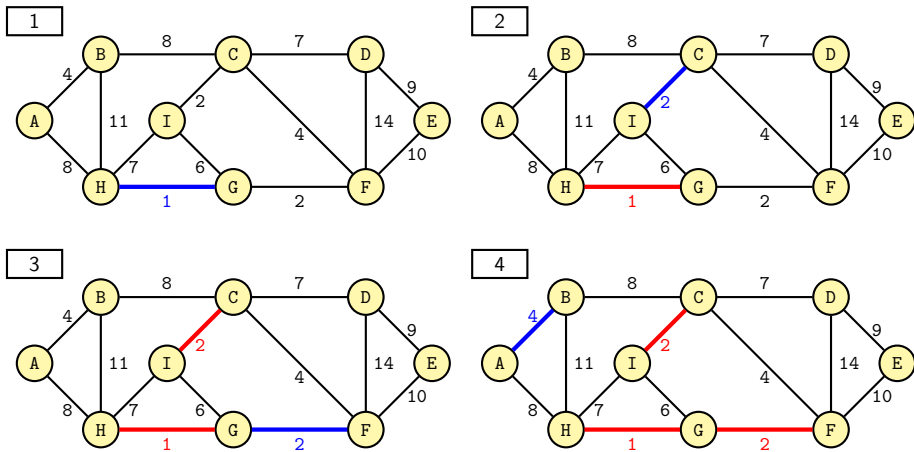 1 2
B 8 C 7 D B 8 C 7 D
4 2 9 4 2 9
A 11 I 14 E A 11 I 14 E
8 7 6 4 10 8 7 6 4 10
H 1 G 2 F H 1 G 2 F
3 4
B 8 C 7 D B 8 C 7 D
4 2 9 4 2 9
A 11 I 14 E A 11 I 14 E
8 7 6 4 10 8 7 6 4 10
H 1 G 2 F H 1 G 2 F